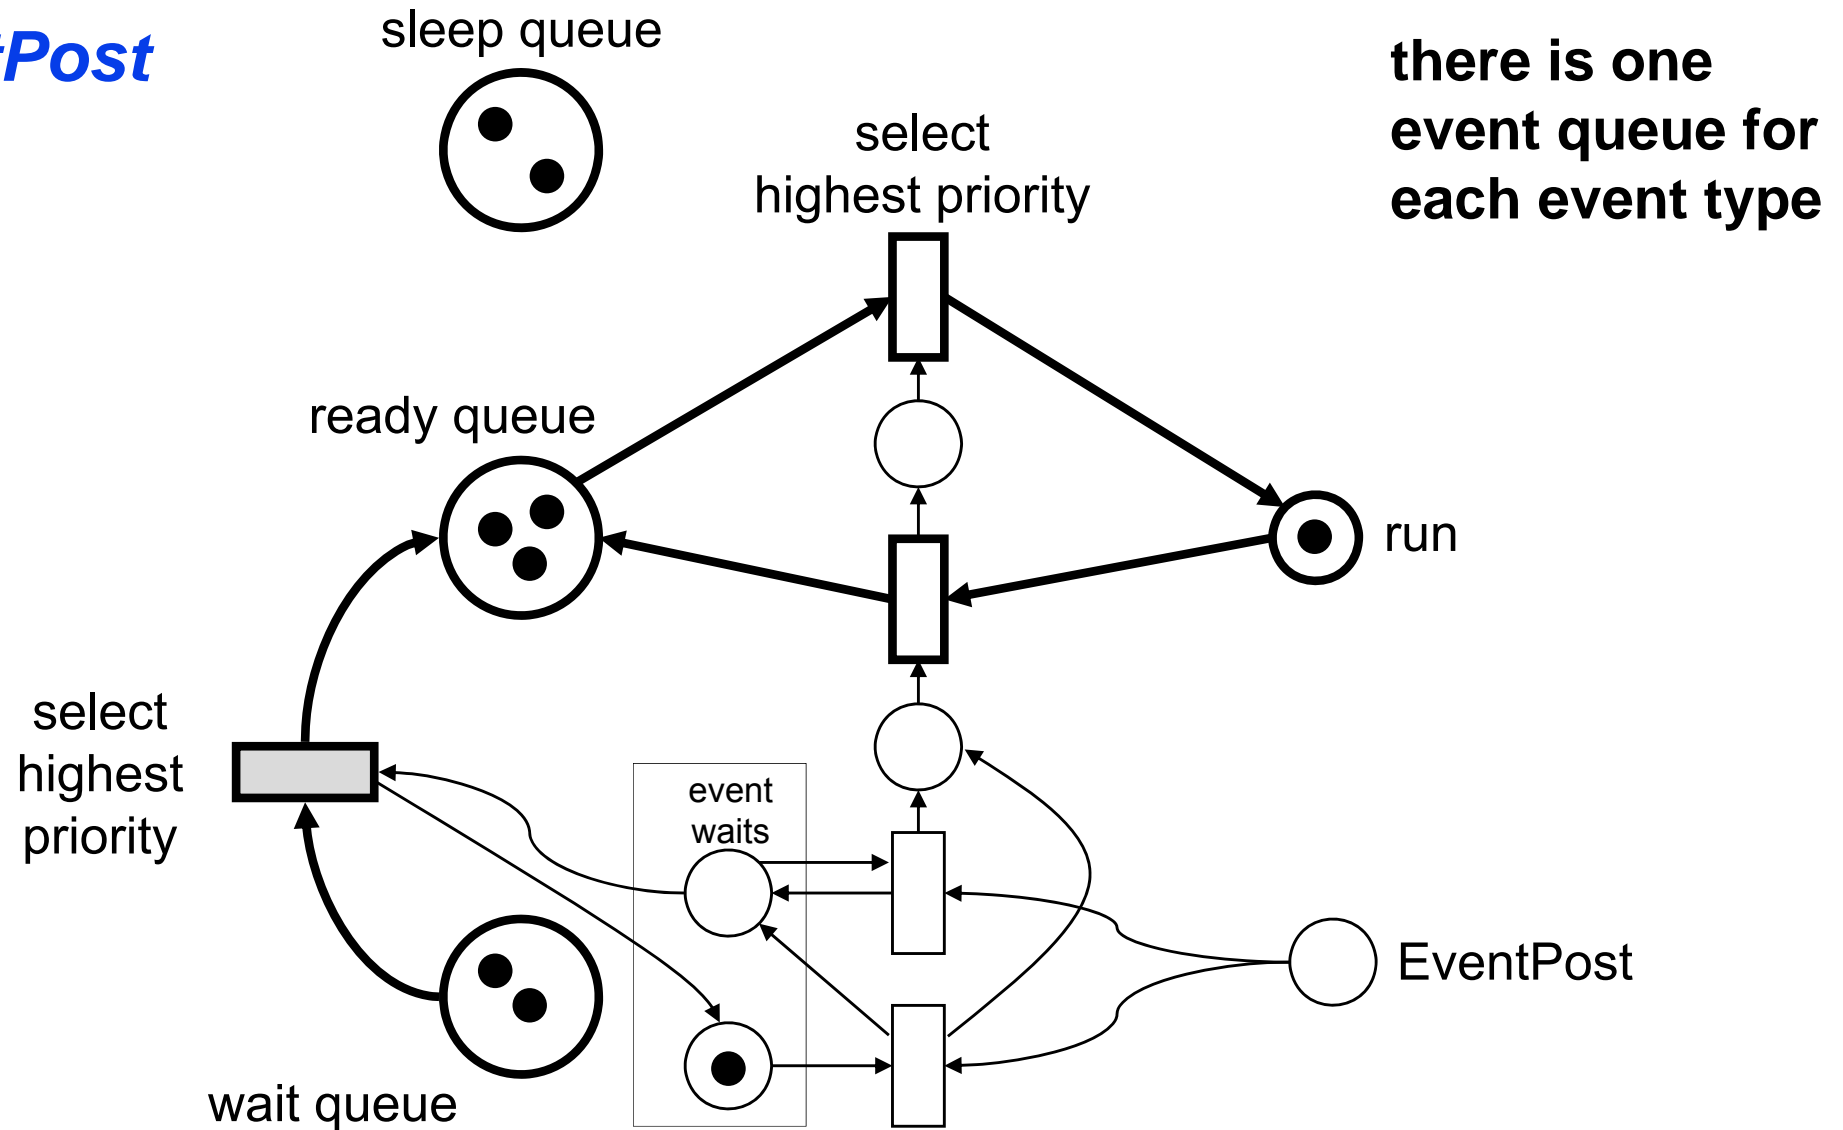 tPost
sleep queue
there is one
event queue for
each event type
select
highest priority
ready queue
run
select
highest
priority
event
waits
EventPost
wait queue